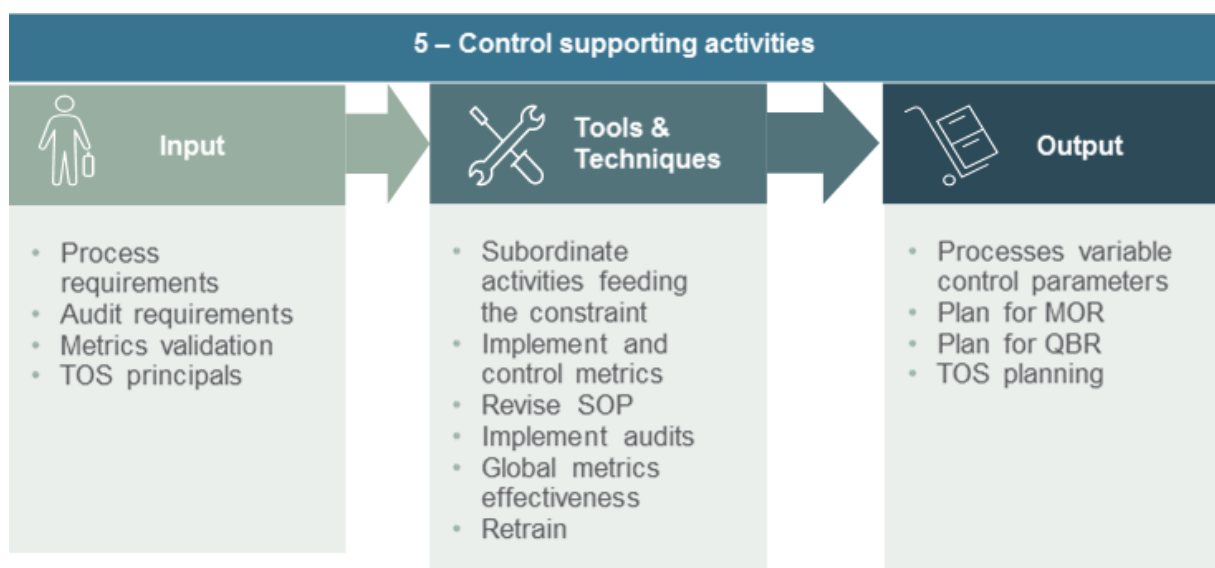 5 – Control supporting activities
Input
• Process
requirements
• Audit requirements
• Metrics validation
• TOS principals
Tools &
Techniques
• Subordinate
activities feeding
the constraint
• Implement and
control metrics
• Revise SOP
• Implement audits
• Global metrics
effectiveness
• Retrain
Output
• Processes variable
control parameters
• Plan for MOR
• Plan for QBR
• TOS planning